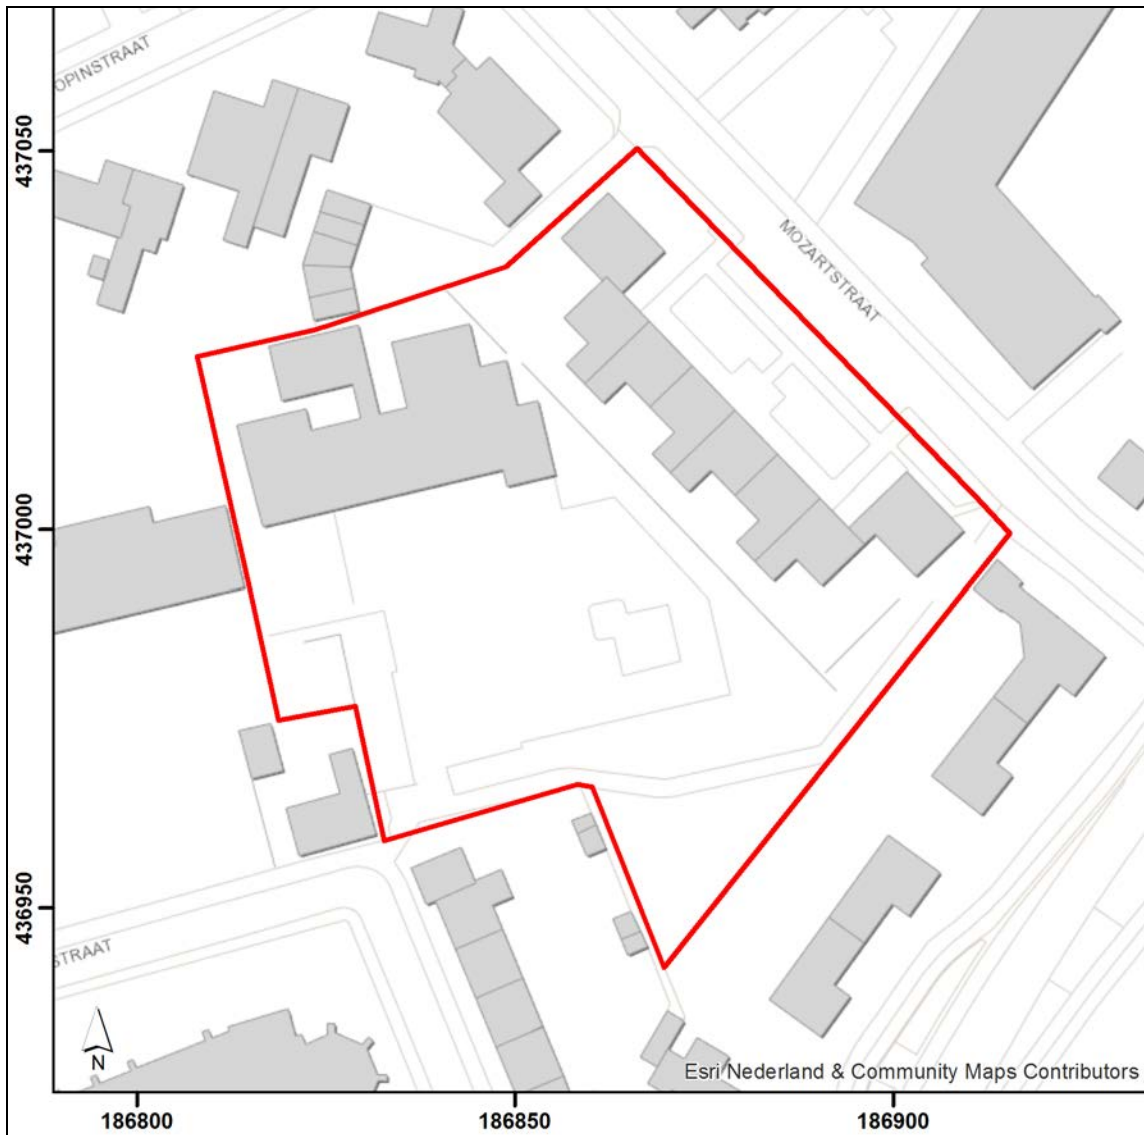 OPINSTRAAT
437050
MOZARTSTRAAT
437000
436950
STRAAT
N
Esri Nederland & Community Maps Contributors
186800
186850
186900